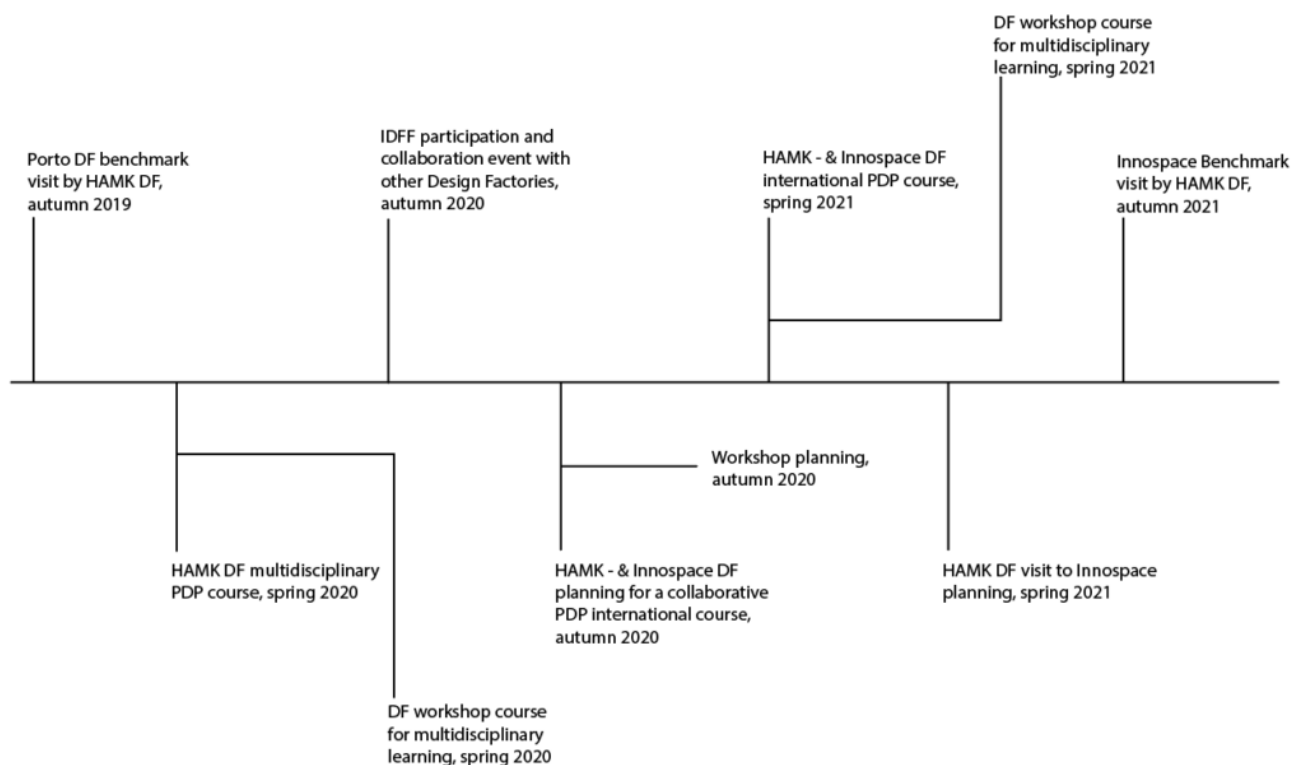 DF workshop course
for multidisciplinary
learning, spring 2021
IDFF participation and
collaboration event with
other Design Factories,
autumn 2020
Porto DF benchmark
visit by HAMK DF,
autumn 2019
HAMK - & Innospace DF
international PDP course,
spring 2021
Innospace Benchmark
visit by HAMK DF,
autumn 2021
Workshop planning,
autumn 2020
HAMK DF multidisciplinary
PDP course, spring 2020
HAMK - & Innospace DF
planning for a collaborative
PDP international course,
autumn 2020
HAMK DF visit to Innospace
planning, spring 2021
DF workshop course
for multidisciplinary
learning, spring 2020